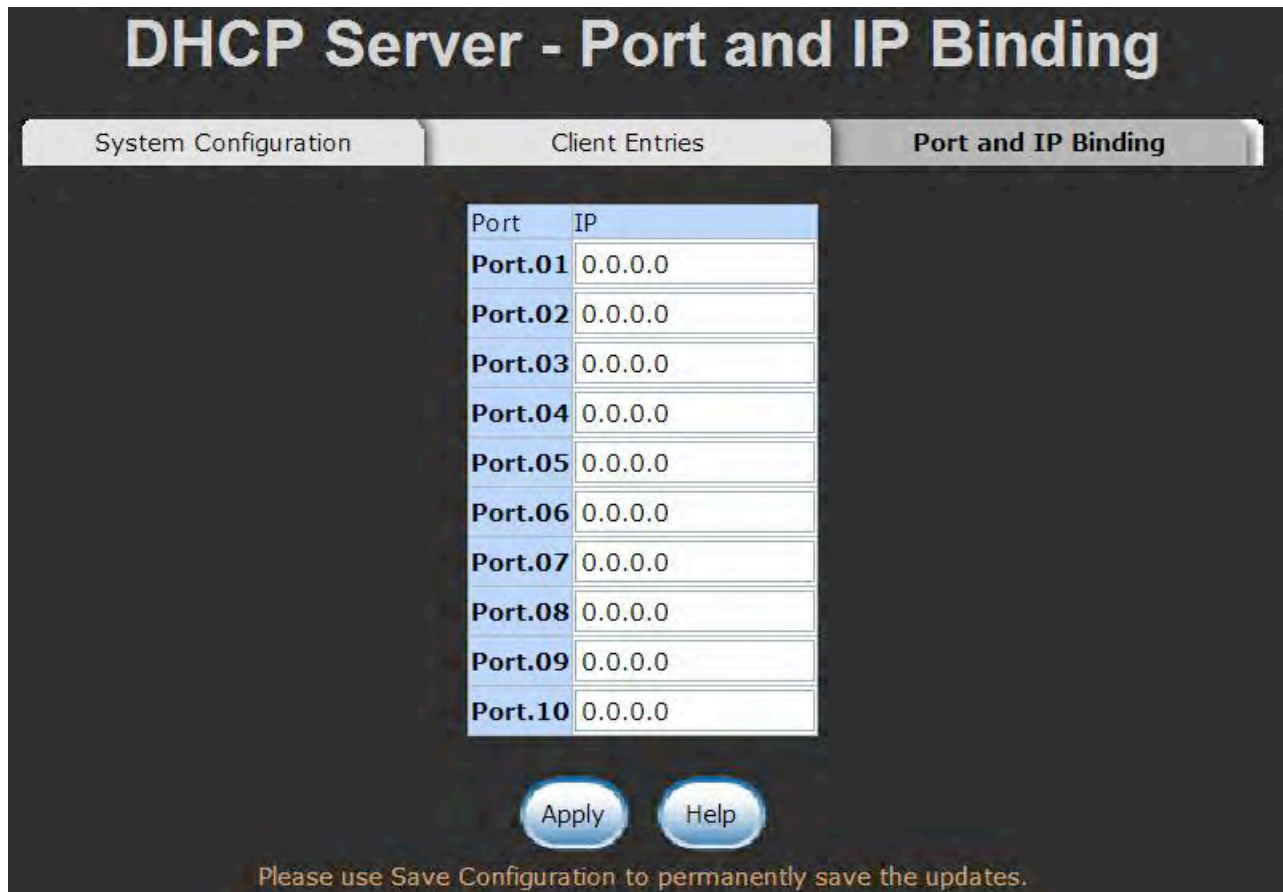 DHCP Server - Port and IP Binding
System Configuration Client Entries Port and IP Binding
Port IP
Port.01 0.0.0.0
Port.02 0.0.0.0
Port.03 0.0.0.0
Port.04 0.0.0.0
Port.05 0.0.0.0
Port.06 0.0.0.0
Port.07 0.0.0.0
Port.08 0.0.0.0
Port.09 0.0.0.0
Port.10 0.0.0.0
Apply Help
Please use Save Configuration to permanently save the updates.